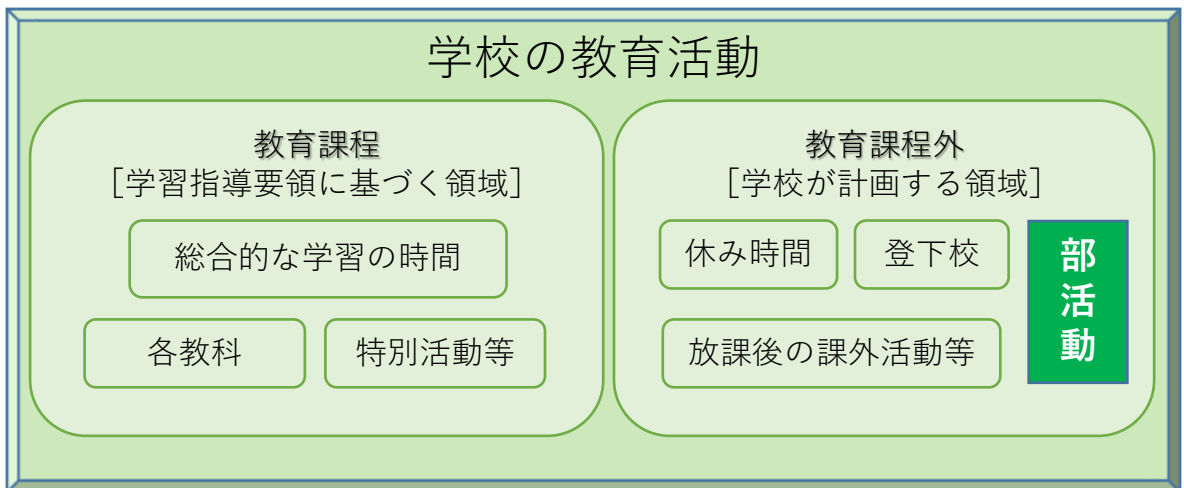 学校の教育活動
教育課程
［学習指導要領に基づく領域］
総合的な学習の時間
各教科
特別活動等
教育課程外
［学校が計画する領域］
休み時間
登下校
放課後の課外活動等
部活動